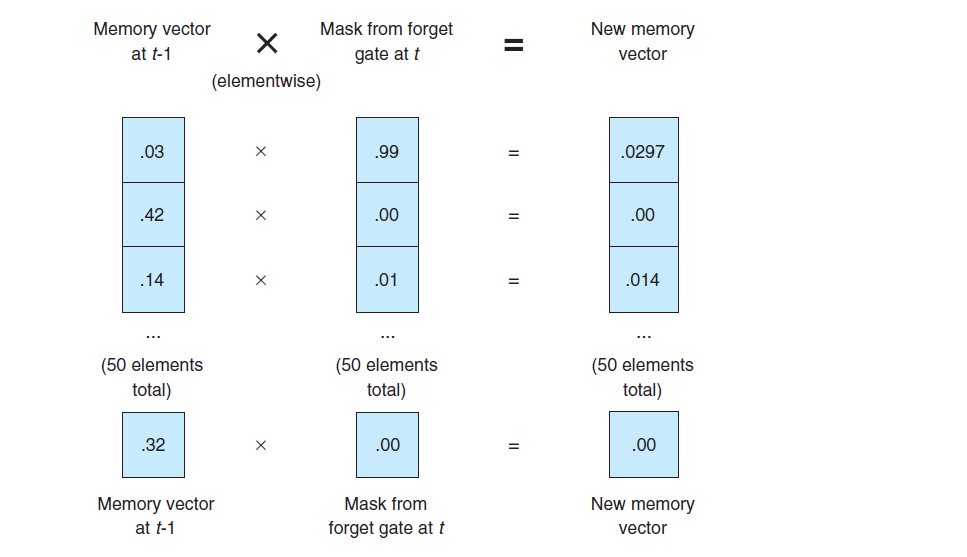 Memory vector
at t-1
×
(elementwise)
Mask from forget
gate at t
=
New memory
vector
.03 × .99 = .0297
.42 × .00 = .00
.14 × .01 = .014
... ... ...
(50 elements
total)
(50 elements
total)
(50 elements
total)
.32 × .00 = .00
Memory vector
at t-1
Mask from
forget gate at t
New memory
vector